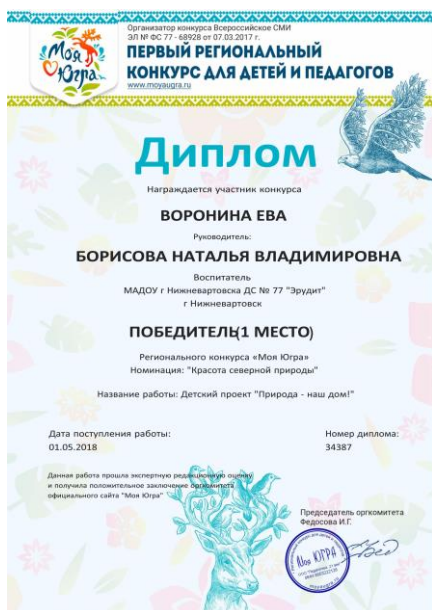 Моя
Югра
Организатор конкурса Всероссийское СМИ
ЭЛ № ФС 77 - 68928 от 07.03.2017 г.
ПЕРВЫЙ РЕГИОНАЛЬНЫЙ
КОНКУРС ДЛЯ ДЕТЕЙ И ПЕДАГОГОВ
www.moyaugra.ru
Диплом
Награждается участник конкурса
ВОРОНИНА ЕВА
Руководитель:
БОРИСОВА НАТАЛЬЯ ВЛАДИМИРОВНА
Воспитатель
МАДОУ г Нижневартовска ДС № 77 "Эрудит"
г Нижневартовск
ПОБЕДИТЕЛЬ(1 МЕСТО)
Регионального конкурса «Моя Югра»
Номинация: "Красота северной природы"
Название работы: Детский проект "Природа - наш дом!"
Дата поступления работы:
01.05.2018
Номер диплома:
34387
Данная работа прошла экспертную редакционную оценку
и получила положительное заключение оргкомитета
официального сайта "Моя Югра"
Председатель оргкомитета
Федосова И.Г.
Моя ЮГРА